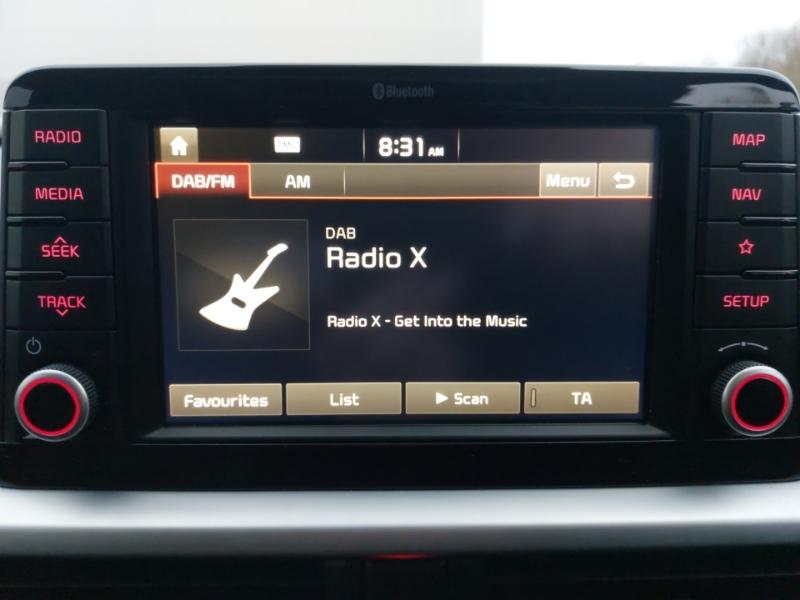 Bluetooth
RADIO
MEDIA
SEEK
TRACK
8:31 AM
DAB/FM
AM
Menu
DAB
Radio X
Radio X - Get Into the Music
Favourites
List
Scan
TA
MAP
NAV
SETUP